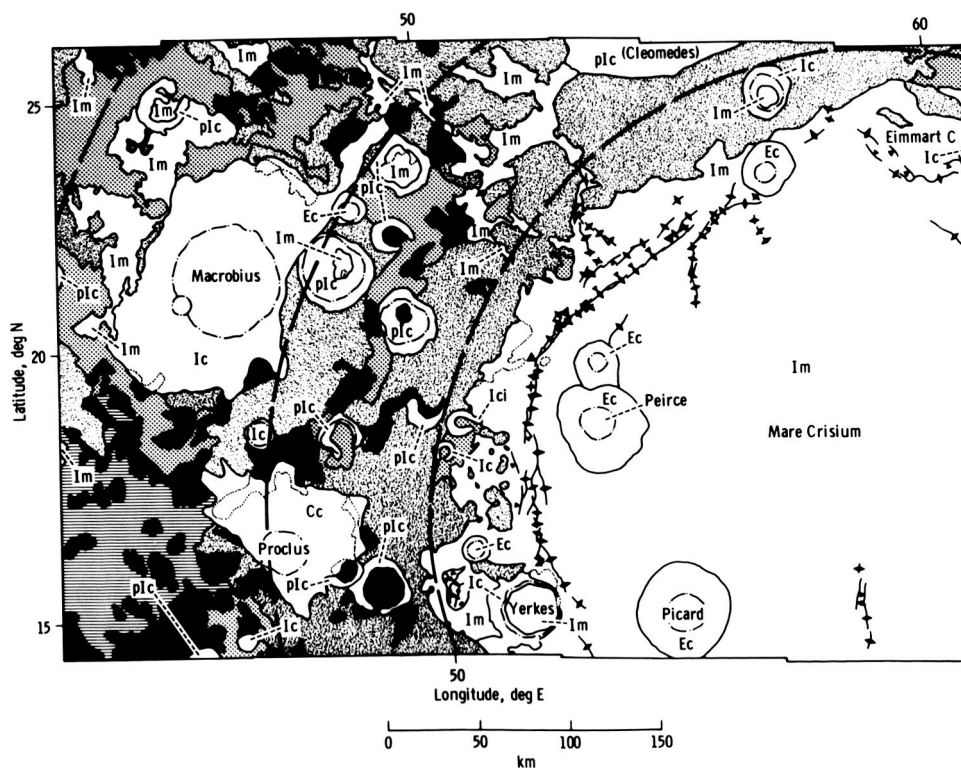 50
60
pIc (Cleomedes)
Im
Ic
Im
25
Im
pIc
Im
Im
Im
Eimmart C
Ic
Im
Ec
Im
Im
pIc
Ec
Im
Im
Im
Macrobius
pIc
Im
pIc
pIc
Im
Ic
20
Ec
Im
Ec
Peirce
Mare Crisium
Latitude, deg N
pIc
Ici
Ic
pIc
Ic
Im
Cc
Proclus
pIc
Ec
pIc
Ic
pIc
Yerkes
Im
Im
Picard
Ec
Ic
15
50
Longitude, deg E
0 50 100 150
km